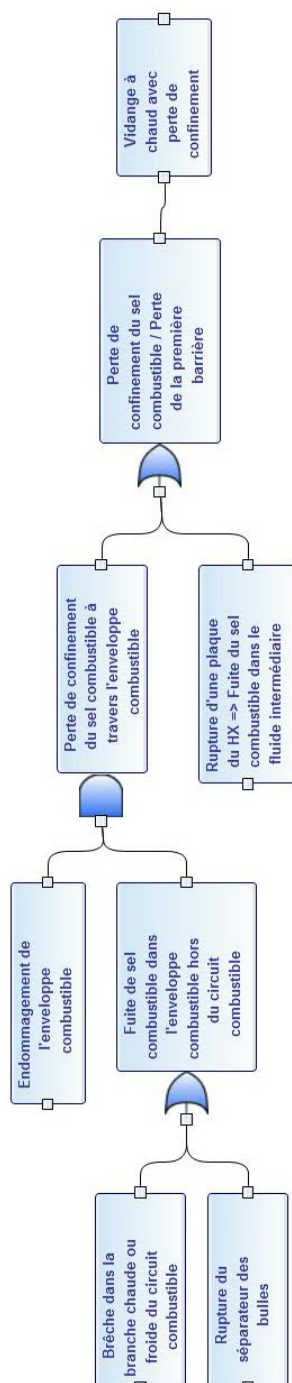 Vidange à
chaud avec
perte de
confinement
Perte de
confinement du sel
combustible / Perte
de la première
barrière
Perte de confinement
du sel combustible à
travers l'enveloppe
combustible
Rupture d'une plaque
du HX => Fuite du sel
combustible dans le
fluide intermédiaire
Endommagement de
l'enveloppe
combustible
Fuite de sel
combustible dans
l'enveloppe
combustible hors
du circuit
combustible
Brêche dans la
branche chaude ou
froide du circuit
combustible
Rupture du
séparateur des
bulles